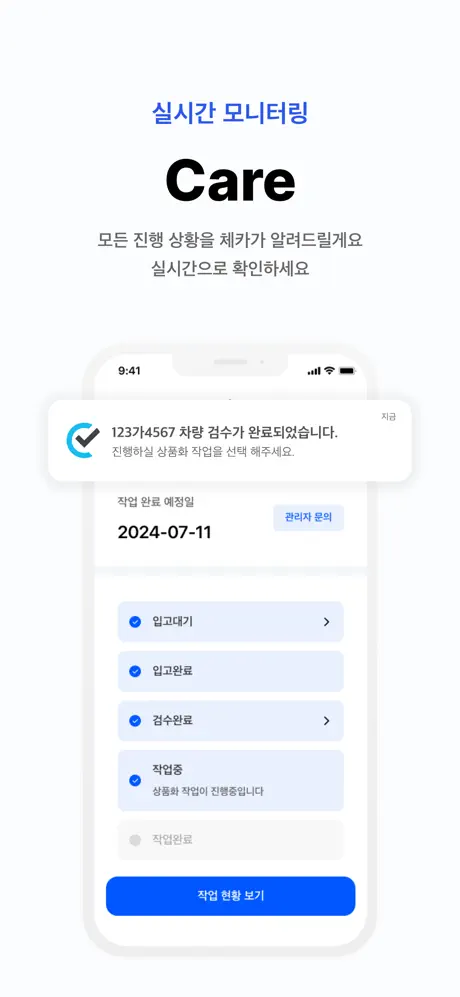 실시간 모니터링
Care
모든 진행 상황을 체카가 알려드릴게요
실시간으로 확인하세요
9:41
지금
123가4567 차량 검수가 완료되었습니다.
진행하실 상품화 작업을 선택 해주세요.
작업 완료 예정일
2024-07-11
관리자 문의
입고대기
입고완료
검수완료
작업중
상품화 작업이 진행중입니다
작업완료
작업 현황 보기